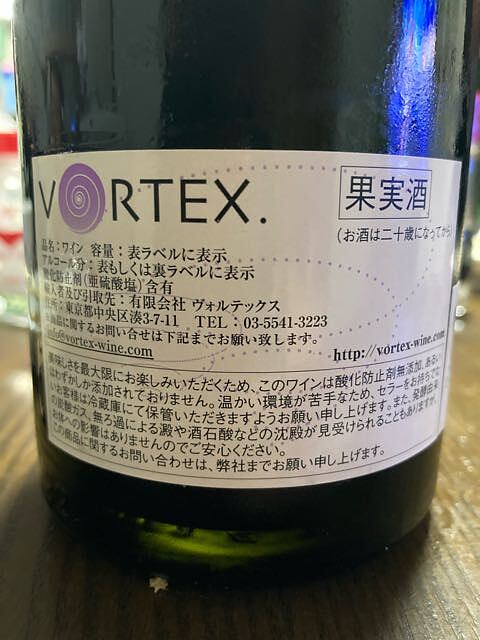 VORTEX.
果実酒
(お酒は二十歳になってから)
品名：ワイン 容量：表ラベルに表示
アルコール分：表もしくは裏ラベルに表示
酸化防止剤（亜硫酸塩）含有
輸入者及び引取先：有限会社 ヴォルテックス
住所：東京都中央区湊3-7-11 TEL：03-5541-3223
本商品に関するお問い合せは下記までお願い致します。
info@vortex-wine.com
http://vortex-wine.com
美味しさを最大限にお楽しみいただくため、このワインは酸化防止剤無添加、あるい
はわずかしか添加されておりません。温かい環境が苦手なため、セラーをお持ちでな
いお客様は冷蔵庫にて保管いただきますようお願い申し上げます。また、発酵由来
の炭酸ガス、無ろ過による澱や酒石酸などの沈殿が見受けられることもありますが、
お体への影響はありませんのでご安心ください。
この商品に関するお問い合わせは、弊社までお願い申し上げます。